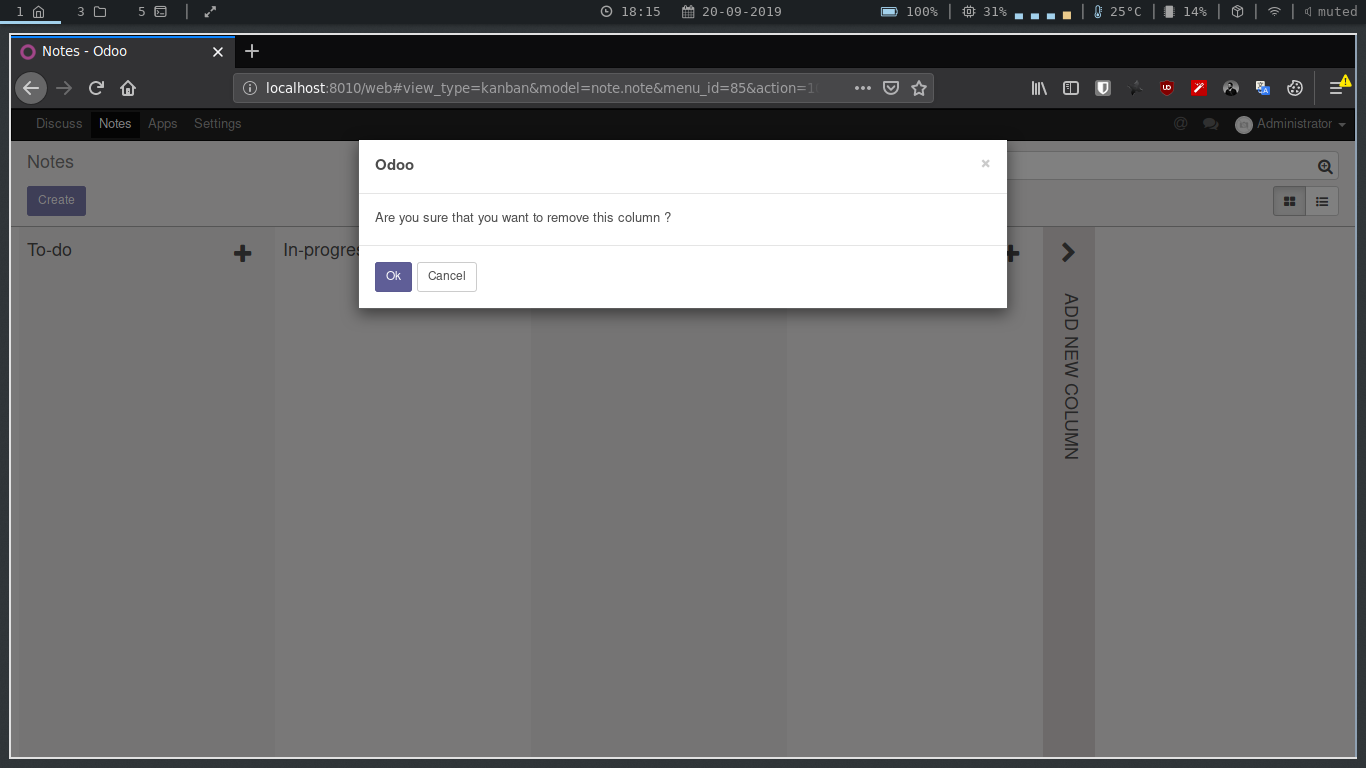 1 3 5 18:15 20-09-2019 100% 31% 25°C 14% muted
Notes - Odoo
localhost:8010/web#view_type=kanban&model=note.note&menu_id=85&action=1
Discuss Notes Apps Settings Administrator
Notes
Create
Odoo
Are you sure that you want to remove this column ?
Ok Cancel
To-do
In-progres
ADD NEW COLUMN